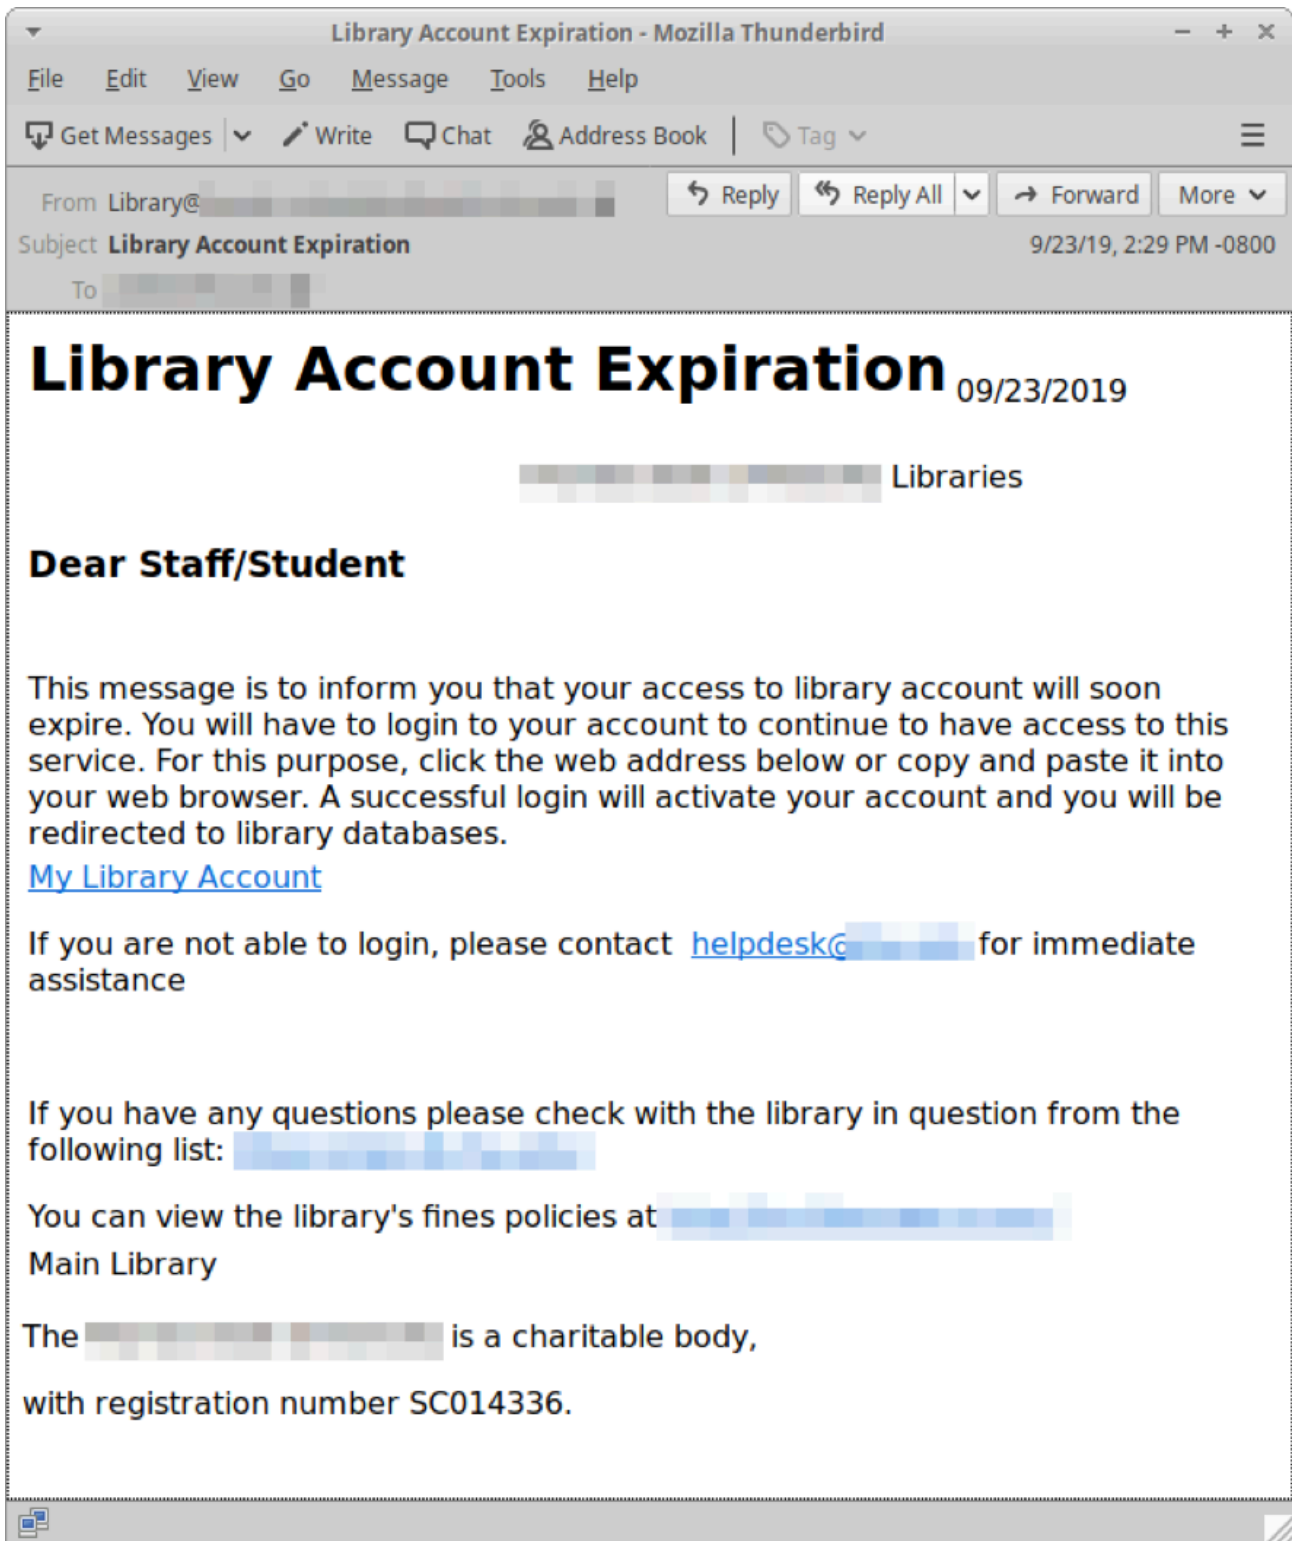 Library Account Expiration - Mozilla Thunderbird
File Edit View Go Message Tools Help
Get Messages Write Chat Address Book Tag
From Library@ Reply Reply All Forward More
Subject Library Account Expiration 9/23/19, 2:29 PM -0800
To
Library Account Expiration 09/23/2019
Libraries
Dear Staff/Student
This message is to inform you that your access to library account will soon
expire. You will have to login to your account to continue to have access to this
service. For this purpose, click the web address below or copy and paste it into
your web browser. A successful login will activate your account and you will be
redirected to library databases.
My Library Account
If you are not able to login, please contact helpdesk@ for immediate
assistance
If you have any questions please check with the library in question from the
following list:
You can view the library's fines policies at
Main Library
The is a charitable body,
with registration number SC014336.